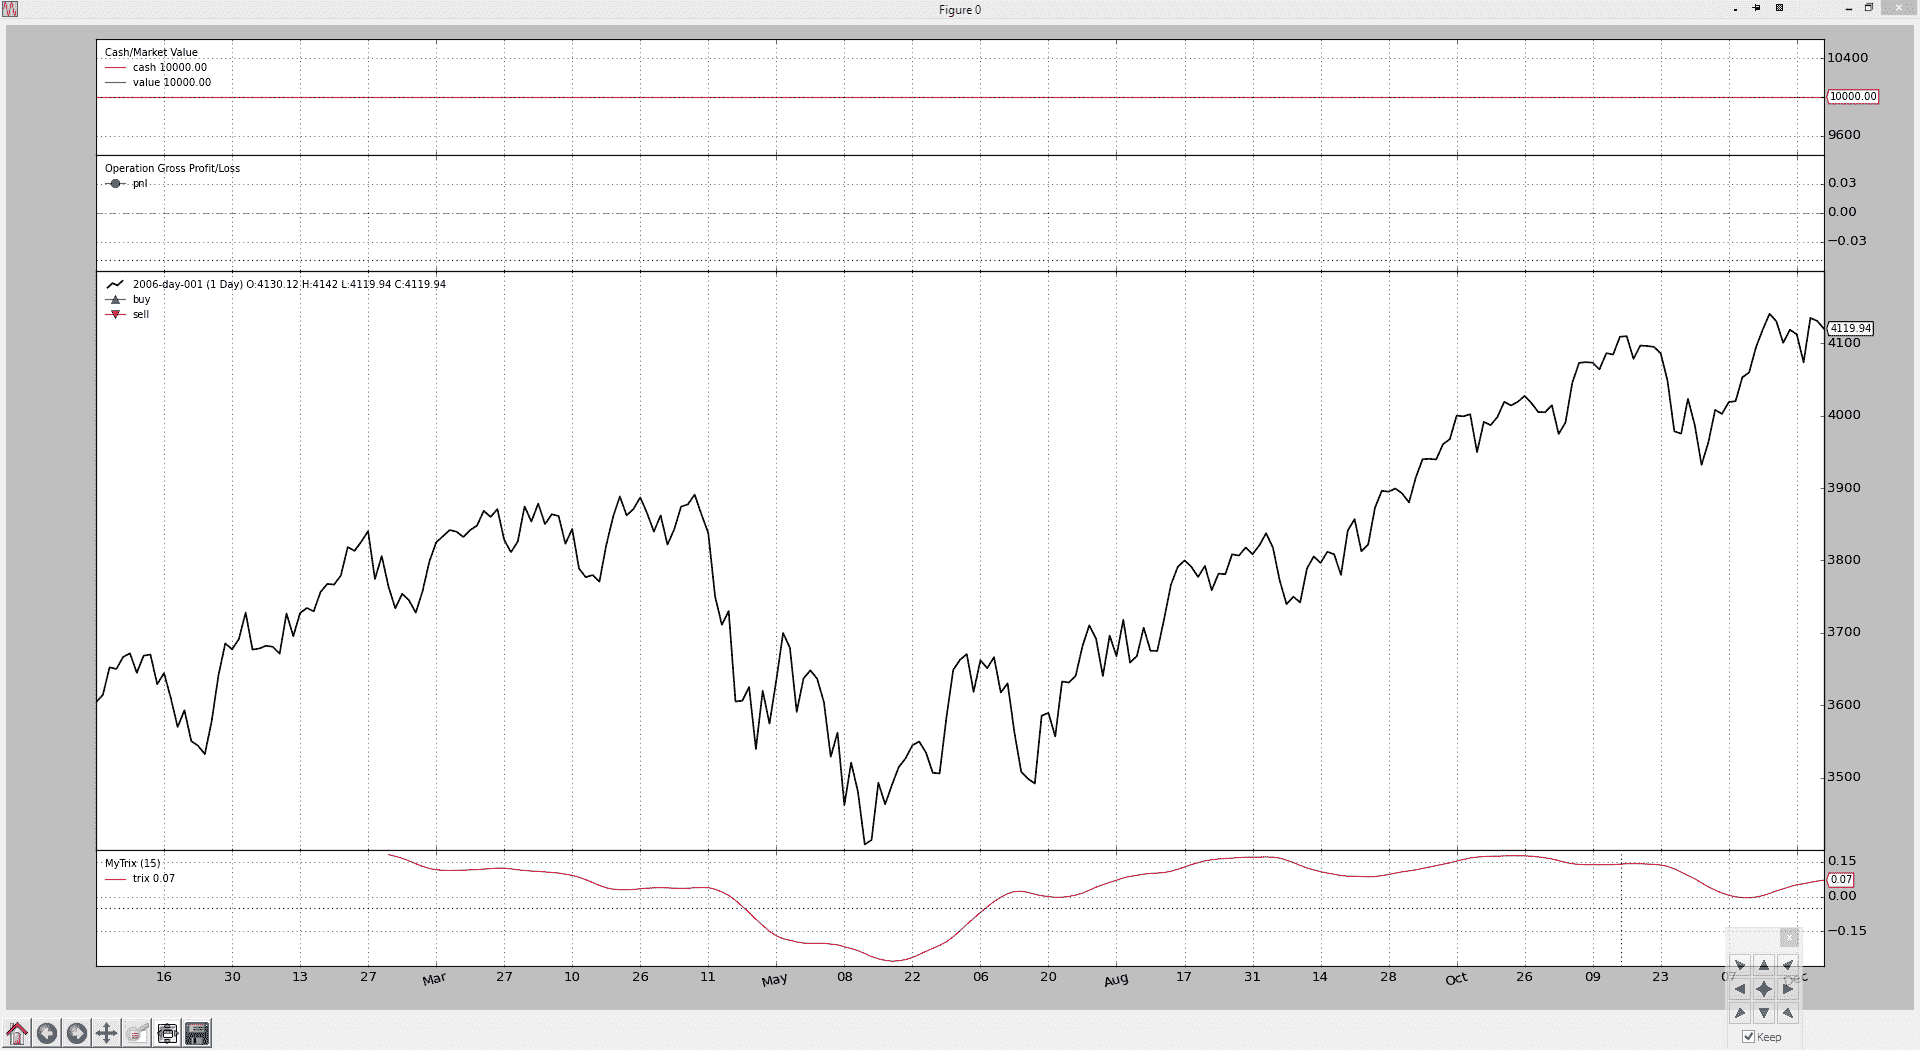 Figure 0
Cash/Market Value
cash 10000.00
value 10000.00
10400
10000.00
9600
Operation Gross Profit/Loss
pnl
0.03
0.00
−0.03
2006-day-001 (1 Day) O:4130.12 H:4142 L:4119.94 C:4119.94
buy
sell
4119.94
4100
4000
3900
3800
3700
3600
3500
MyTrix (15)
trix 0.07
0.15
0.07
0.00
−0.15
16 30 13 27 Mar 27 10 26 11 May 08 22 06 20 Aug 17 31 14 28 Oct 26 09 23 07 Dec
Keep